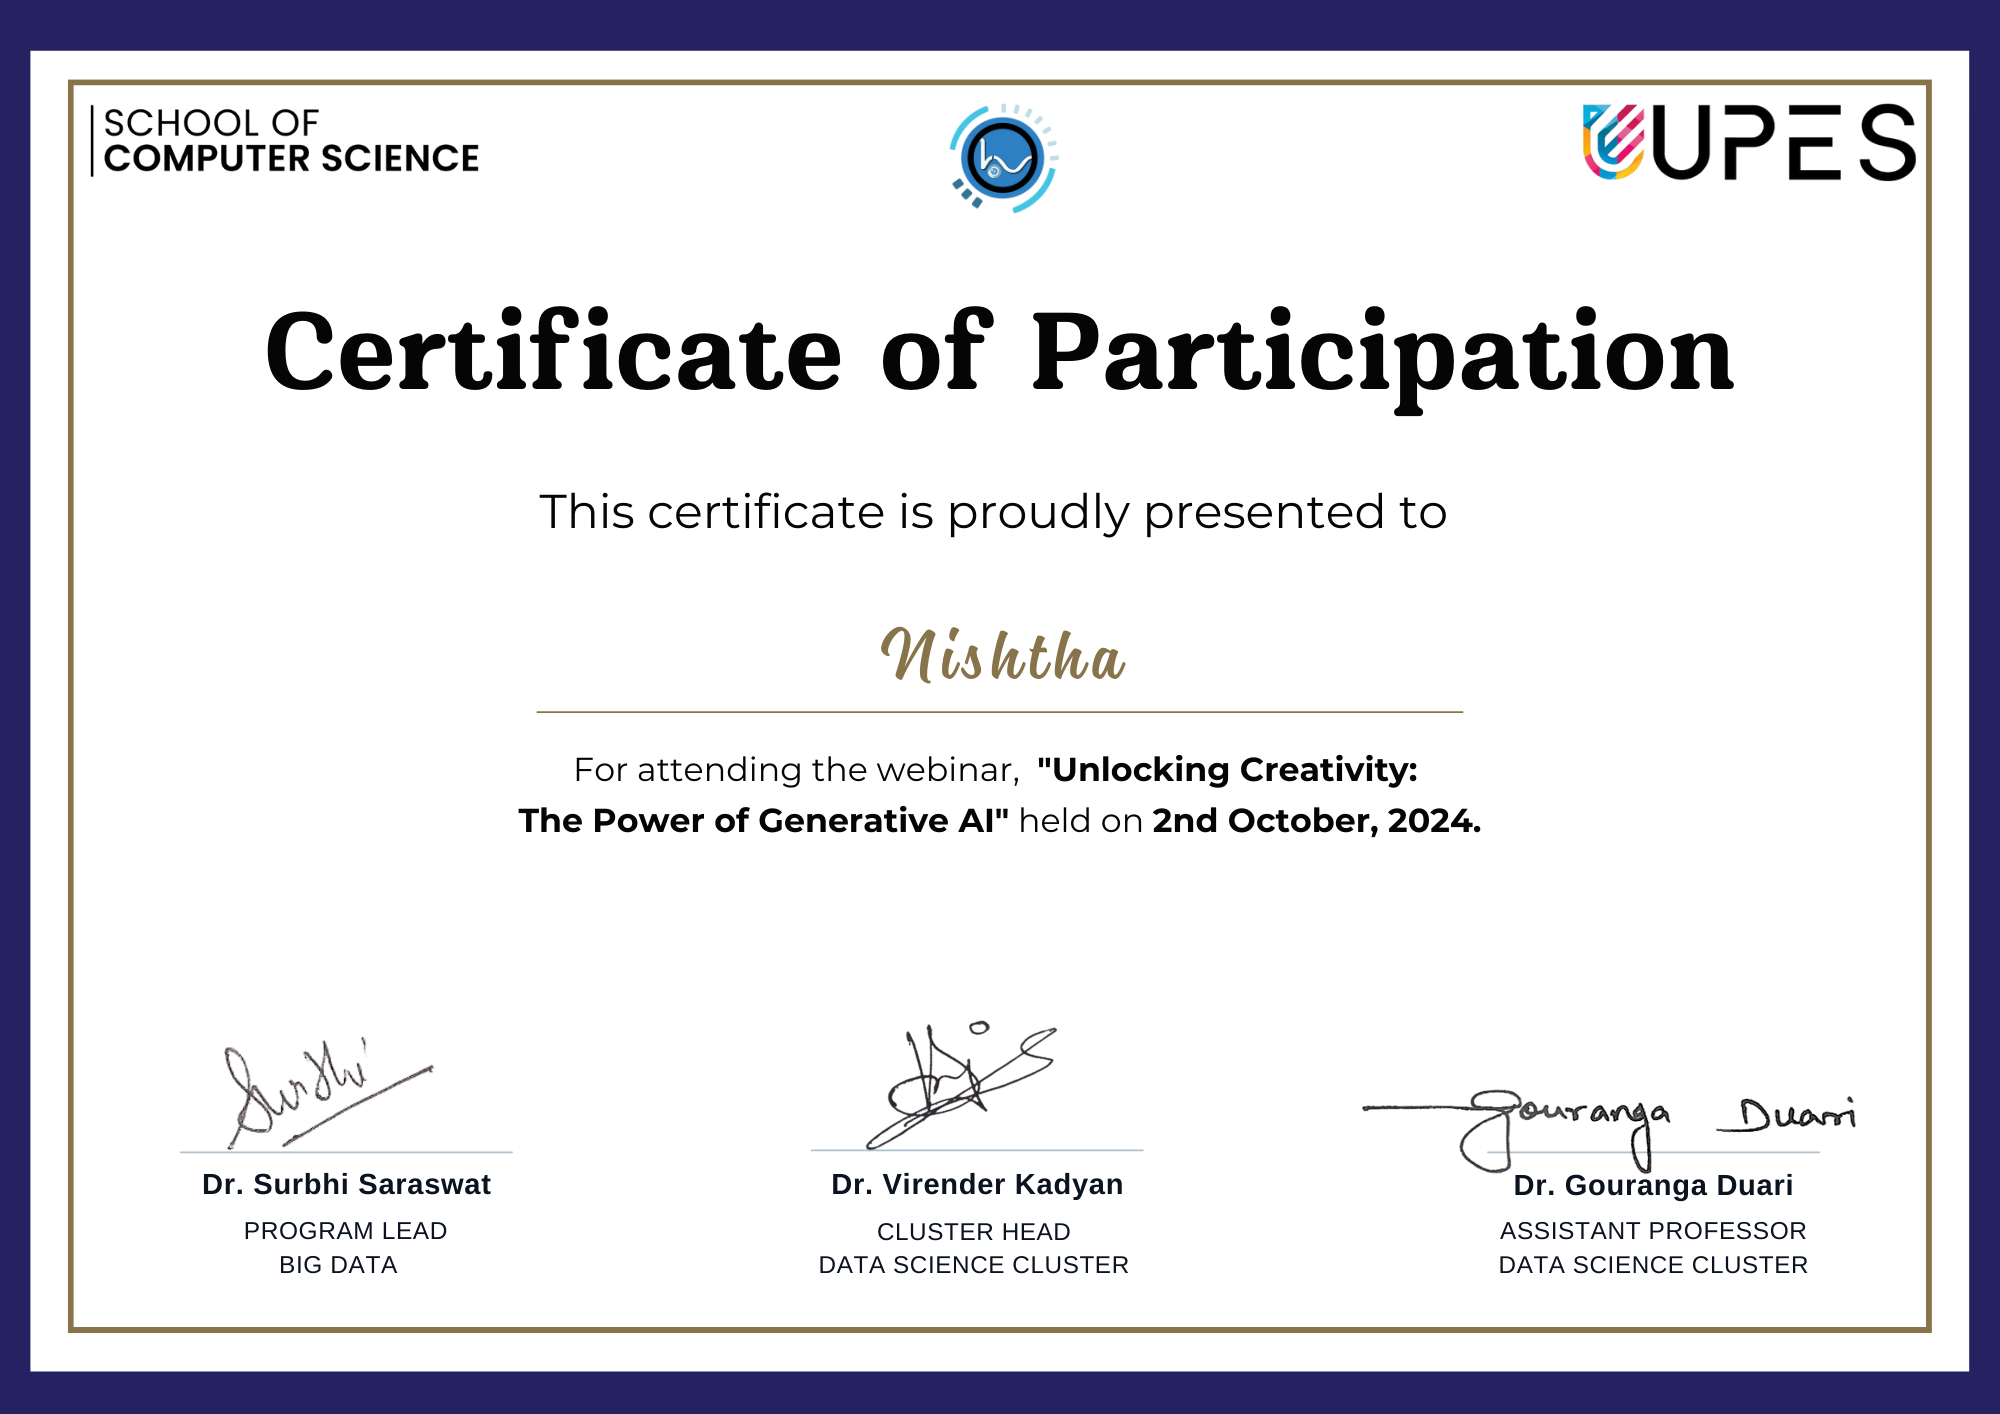 SCHOOL OF
COMPUTER SCIENCE
UPES
Certificate of Participation
This certificate is proudly presented to
Nishtha
For attending the webinar, "Unlocking Creativity:
The Power of Generative AI" held on 2nd October, 2024.
Surbhi
Gouranga Duari
Dr. Surbhi Saraswat
PROGRAM LEAD
BIG DATA
Dr. Virender Kadyan
CLUSTER HEAD
DATA SCIENCE CLUSTER
Dr. Gouranga Duari
ASSISTANT PROFESSOR
DATA SCIENCE CLUSTER